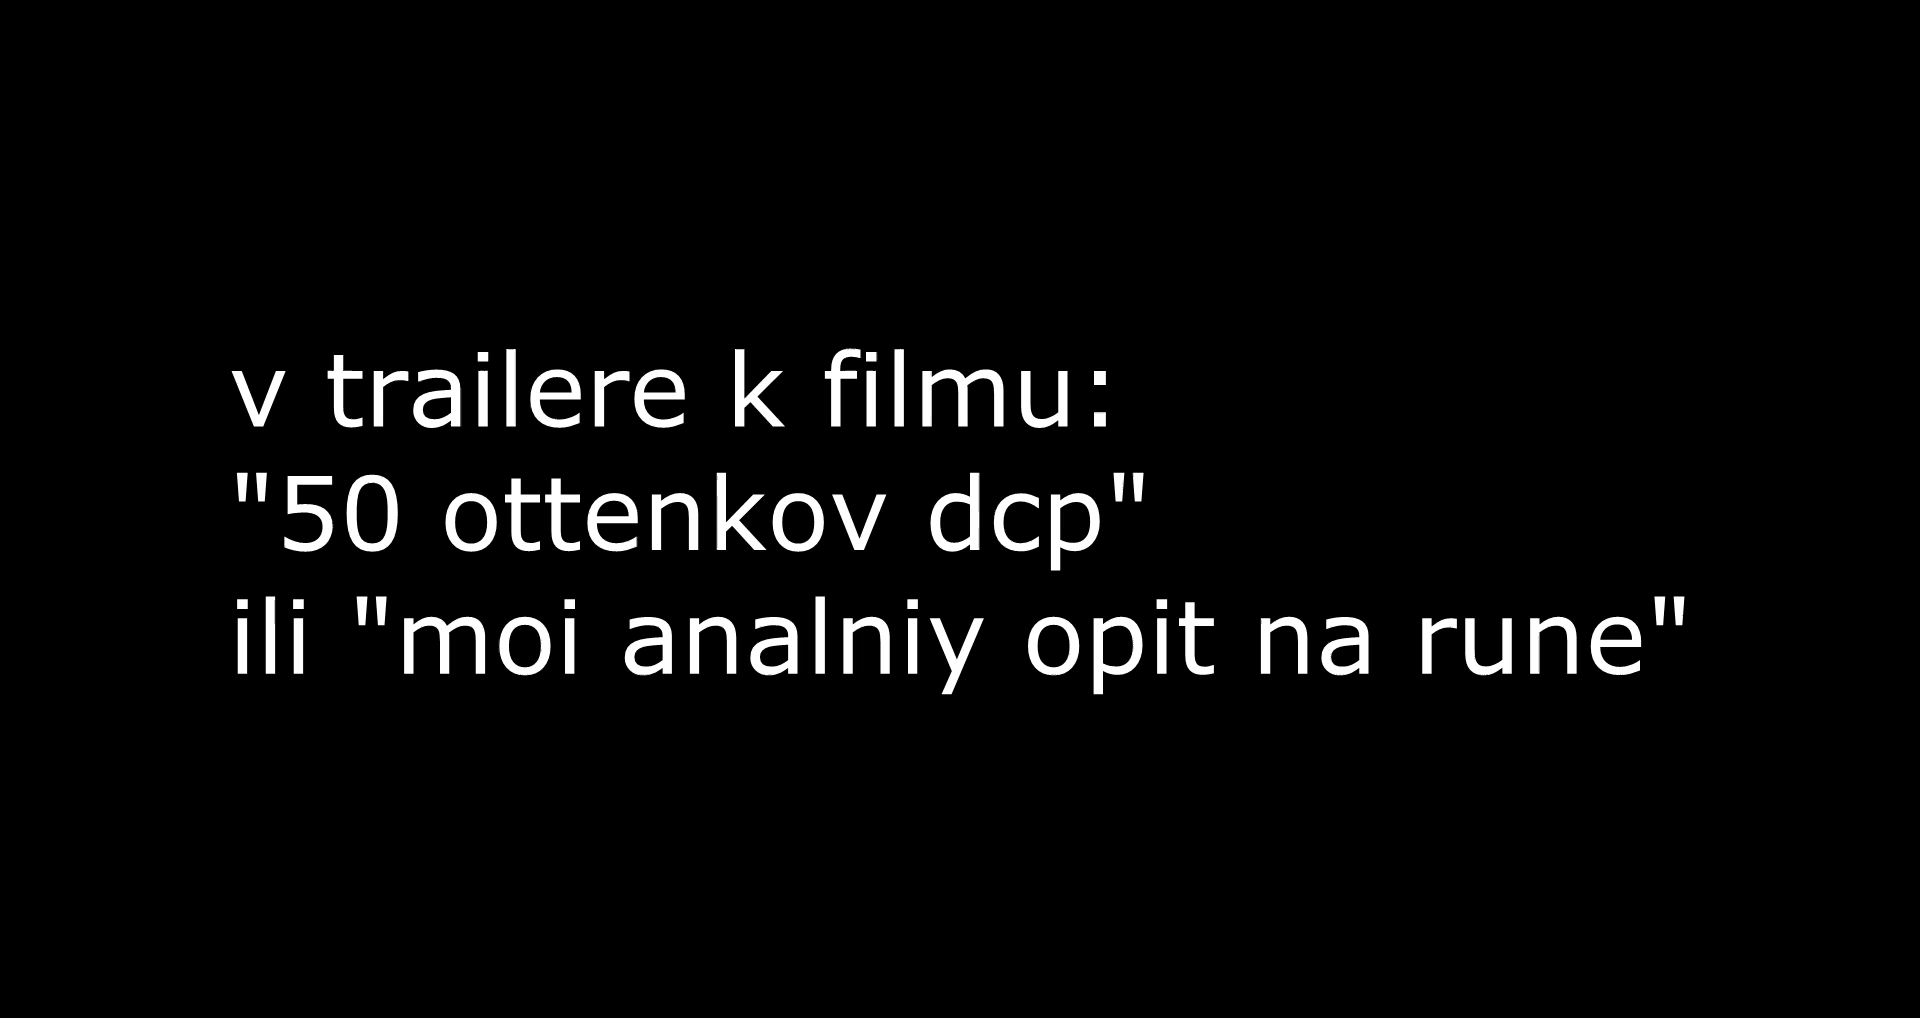 v trailere k filmu:
"50 ottenkov dcp"
ili "moi analniy opit na rune"